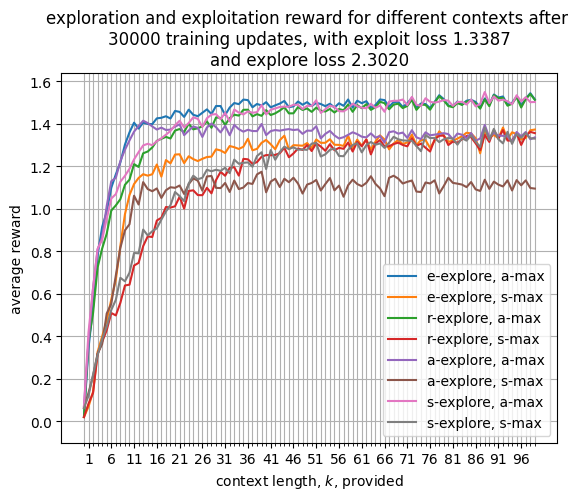 exploration and exploitation reward for different contexts after
30000 training updates, with exploit loss 1.3387
and explore loss 2.3020
1.6
1.4
1.2
1.0
0.8
0.6
0.4
0.2
0.0
average reward
e-explore, a-max
e-explore, s-max
r-explore, a-max
r-explore, s-max
a-explore, a-max
a-explore, s-max
s-explore, a-max
s-explore, s-max
1 6 11 16 21 26 31 36 41 46 51 56 61 66 71 76 81 86 91 96
context length, k, provided